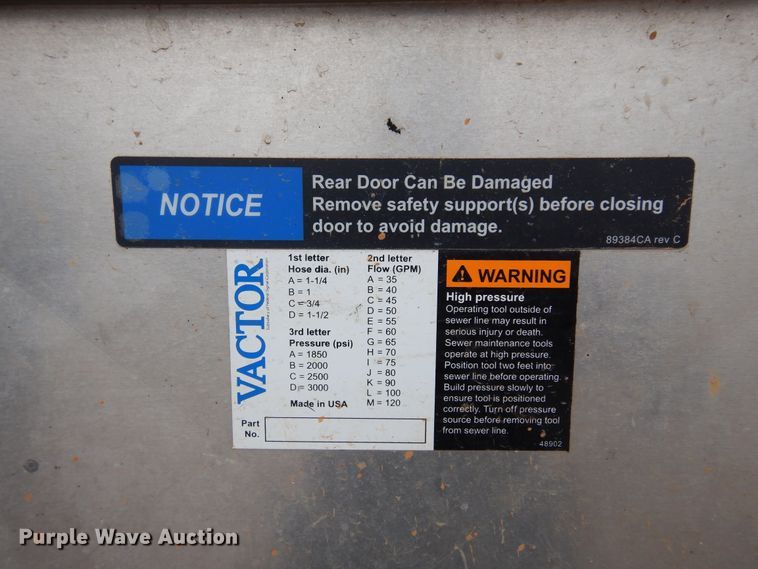 NOTICE
Rear Door Can Be Damaged
Remove safety support(s) before closing
door to avoid damage.
89384CA rev C
VACTOR
1st letter
Hose dia. (in)
A = 1-1/4
B = 1
C = 3/4
D = 1-1/2
3rd letter
Pressure (psi)
A = 1850
B = 2000
C = 2500
D = 3000
Made in USA
2nd letter
Flow (GPM)
A = 35
B = 40
C = 45
D = 50
E = 55
F = 60
G = 65
H = 70
I = 75
J = 80
K = 90
L = 100
M = 120
Part
No.
WARNING
High pressure
Operating tool outside of
sewer line may result in
serious injury or death.
Sewer maintenance tools
operate at high pressure.
Position tool two feet into
sewer line before operating.
Build pressure slowly to
ensure tool is positioned
correctly. Turn off pressure
source before removing tool
from sewer line.
48902
Purple Wave Auction